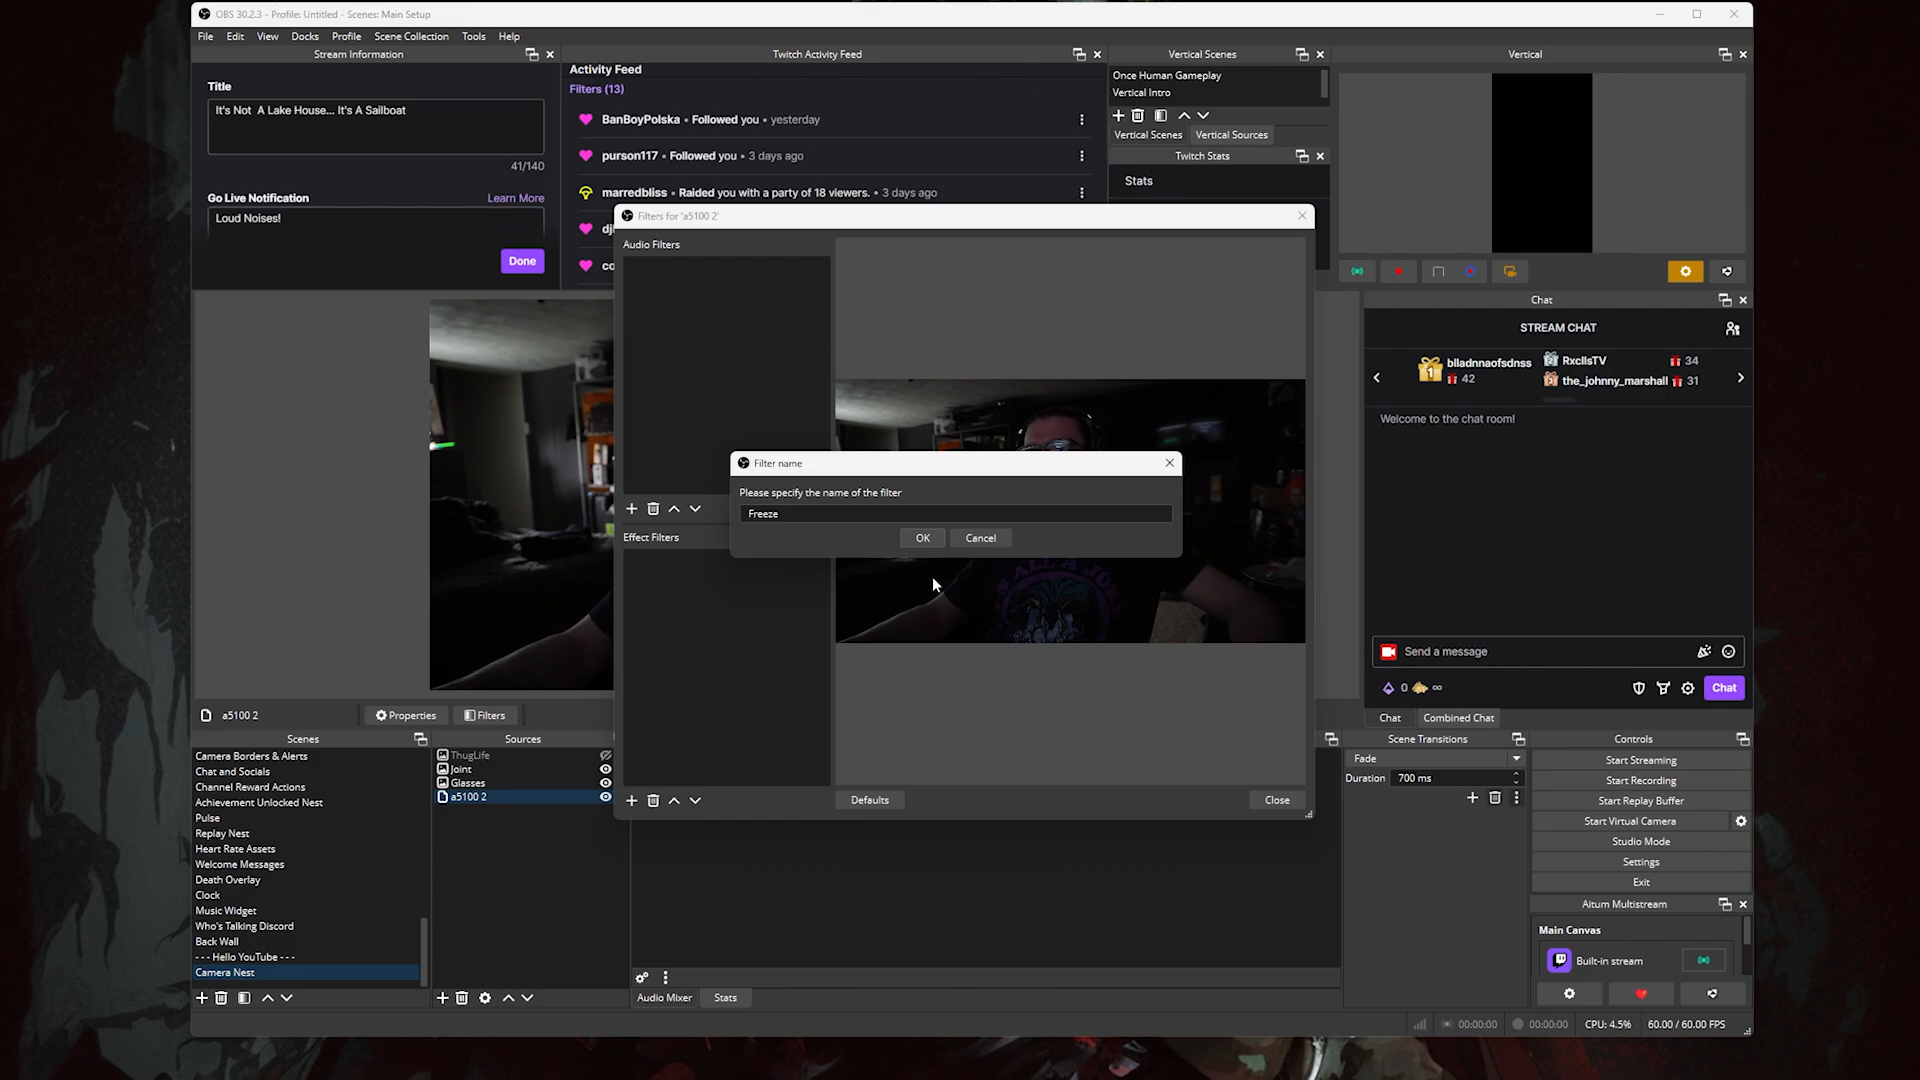 OBS 30.2.3 - Profile: Untitled - Scenes: Main Setup
File Edit View Docks Profile Scene Collection Tools Help
Stream Information
Title
It's Not  A Lake House... It's A Sailboat
41/140
Go Live Notification
Learn More
Loud Noises!
Done
Twitch Activity Feed
Activity Feed
Filters (13)
BanBoyPolska • Followed you • yesterday
purson117 • Followed you • 3 days ago
marredbliss • Raided you with a party of 18 viewers. • 3 days ago
dj
co
Vertical Scenes
Once Human Gameplay
Vertical Intro
Vertical Scenes
Vertical Sources
Twitch Stats
Stats
Vertical
Filters for 'a5100 2'
Audio Filters
Effect Filters
Defaults
Close
Filter name
Please specify the name of the filter
Freeze
OK
Cancel
Chat
STREAM CHAT
1
blladnnaofsdnss
42
RxcllsTV
34
the_johnny_marshall
31
Welcome to the chat room!
Send a message
0
∞
Chat
Chat
Combined Chat
a5100 2
Properties
Filters
Scenes
Camera Borders & Alerts
Chat and Socials
Channel Reward Actions
Achievement Unlocked Nest
Pulse
Replay Nest
Heart Rate Assets
Welcome Messages
Death Overlay
Clock
Music Widget
Who's Talking Discord
Back Wall
- - - Hello YouTube - - -
Camera Nest
Sources
ThugLife
Joint
Glasses
a5100 2
Audio Mixer
Stats
Scene Transitions
Fade
Duration
700 ms
Controls
Start Streaming
Start Recording
Start Replay Buffer
Start Virtual Camera
Studio Mode
Settings
Exit
Aitum Multistream
Main Canvas
Built-in stream
00:00:00
00:00:00
CPU: 4.5%
60.00 / 60.00 FPS